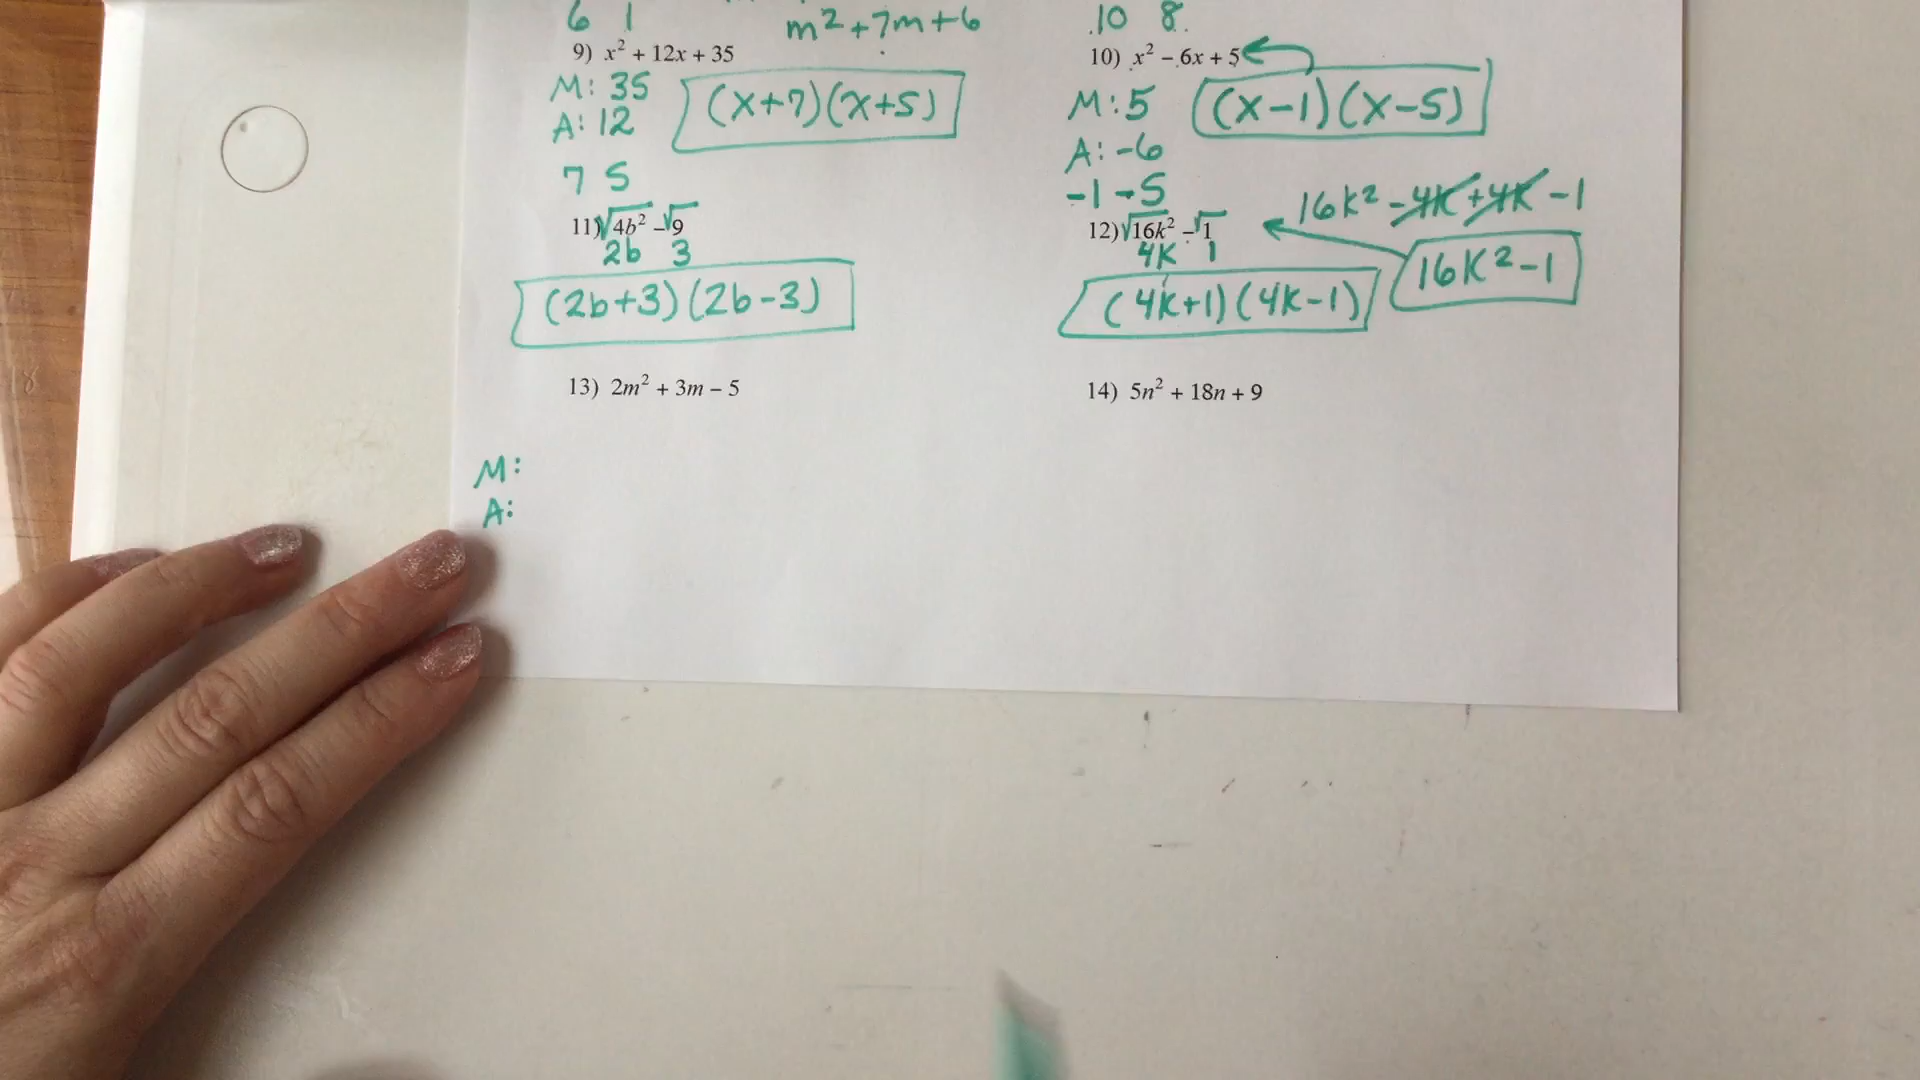 6 1
m²+7m+6
10 8
9) x² + 12x + 35
M: 35
A: 12
(x+7)(x+5)
7 5
10) x² – 6x + 5
M: 5
(x-1)(x-5)
A: -6
-1 -5
11) √4b² – √9
2b 3
(2b+3)(2b-3)
12) √16k² – √1
4k 1
16k² -4k +4k -1
16k²-1
(4k+1)(4k-1)
13) 2m² + 3m – 5
M:
A:
14) 5n² + 18n + 9